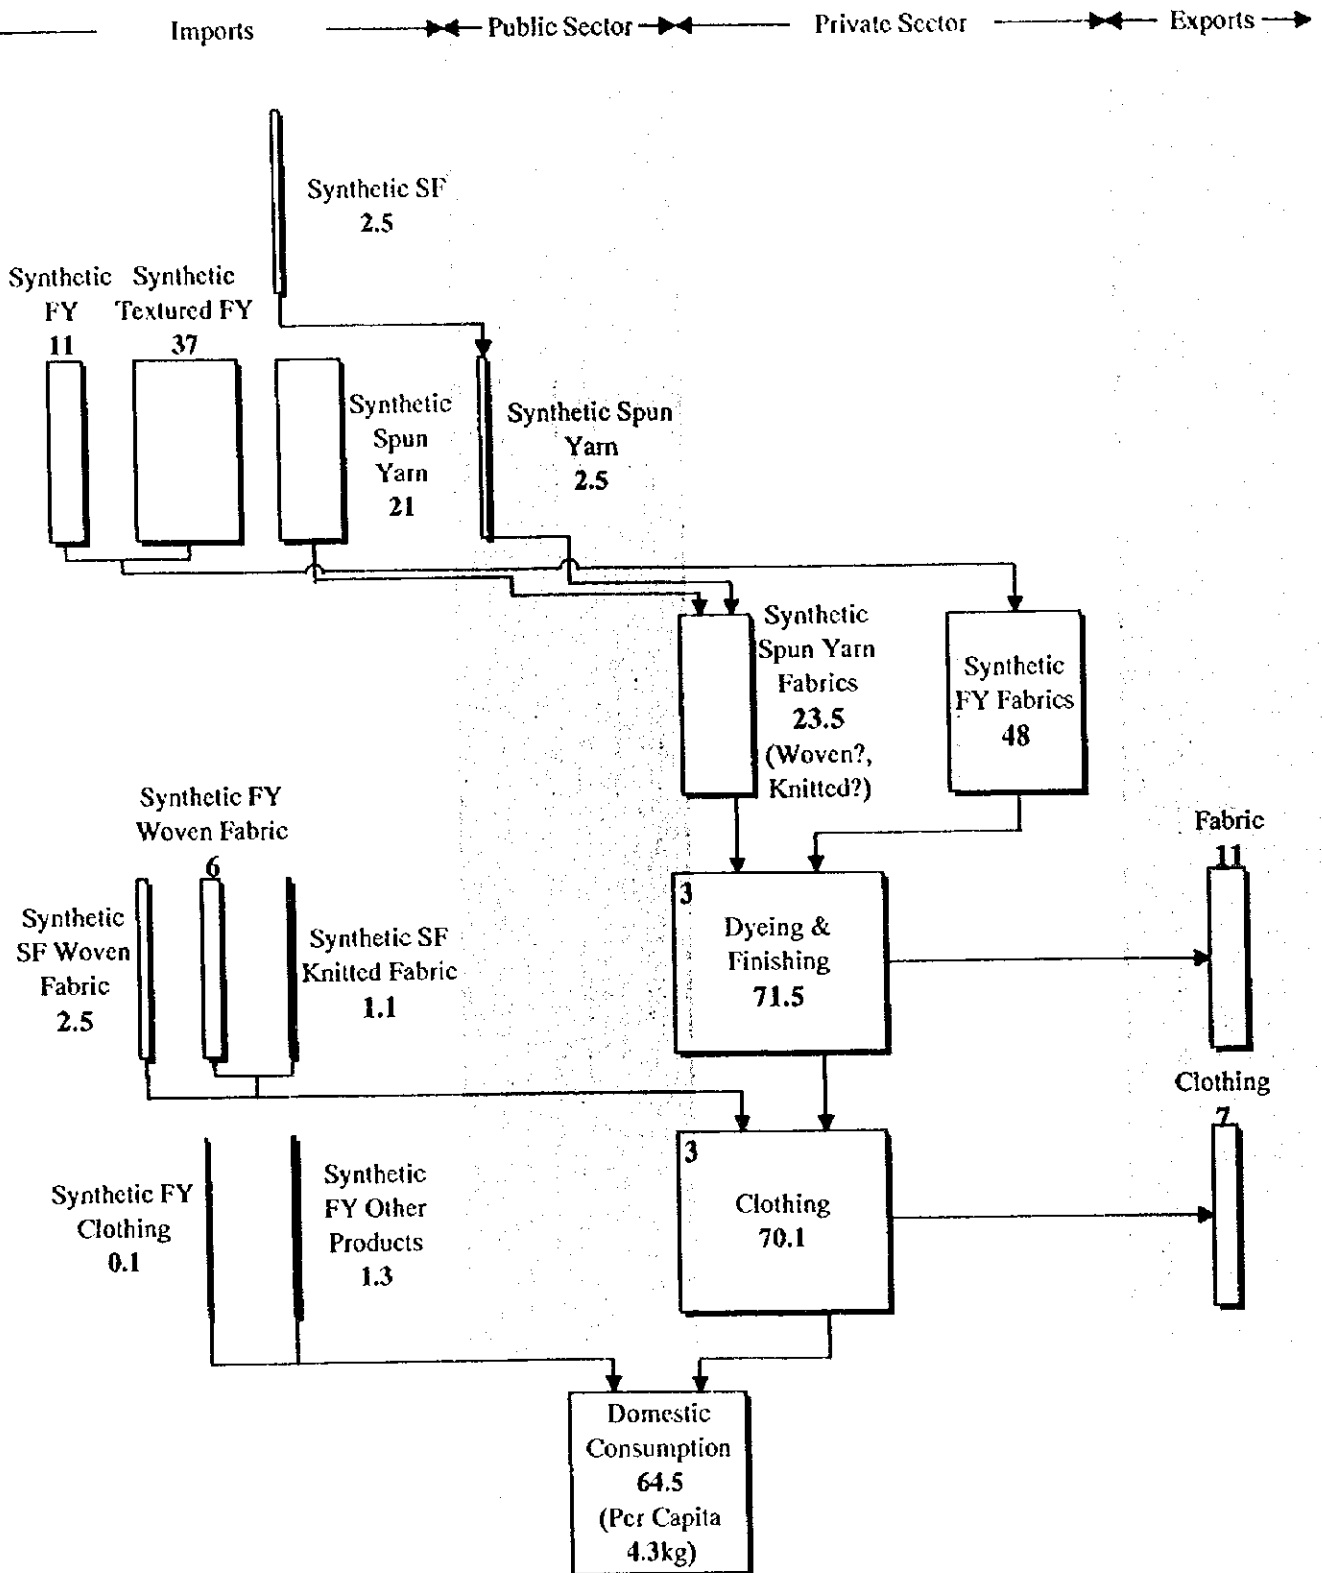 Imports
Public Sector
Private Sector
Exports
Synthetic SF
2.5
Synthetic
FY
11
Synthetic
Textured FY
37
Synthetic
Spun
Yarn
21
Synthetic Spun
Yarn
2.5
Synthetic
Spun Yarn
Fabrics
23.5
(Woven?,
Knitted?)
Synthetic
FY Fabrics
48
Synthetic FY
Woven Fabric
6
Synthetic
SF Woven
Fabric
2.5
Synthetic SF
Knitted Fabric
1.1
3
Dyeing &
Finishing
71.5
Fabric
11
Synthetic FY
Clothing
0.1
Synthetic
FY Other
Products
1.3
3
Clothing
70.1
Clothing
7
Domestic
Consumption
64.5
(Per Capita
4.3kg)